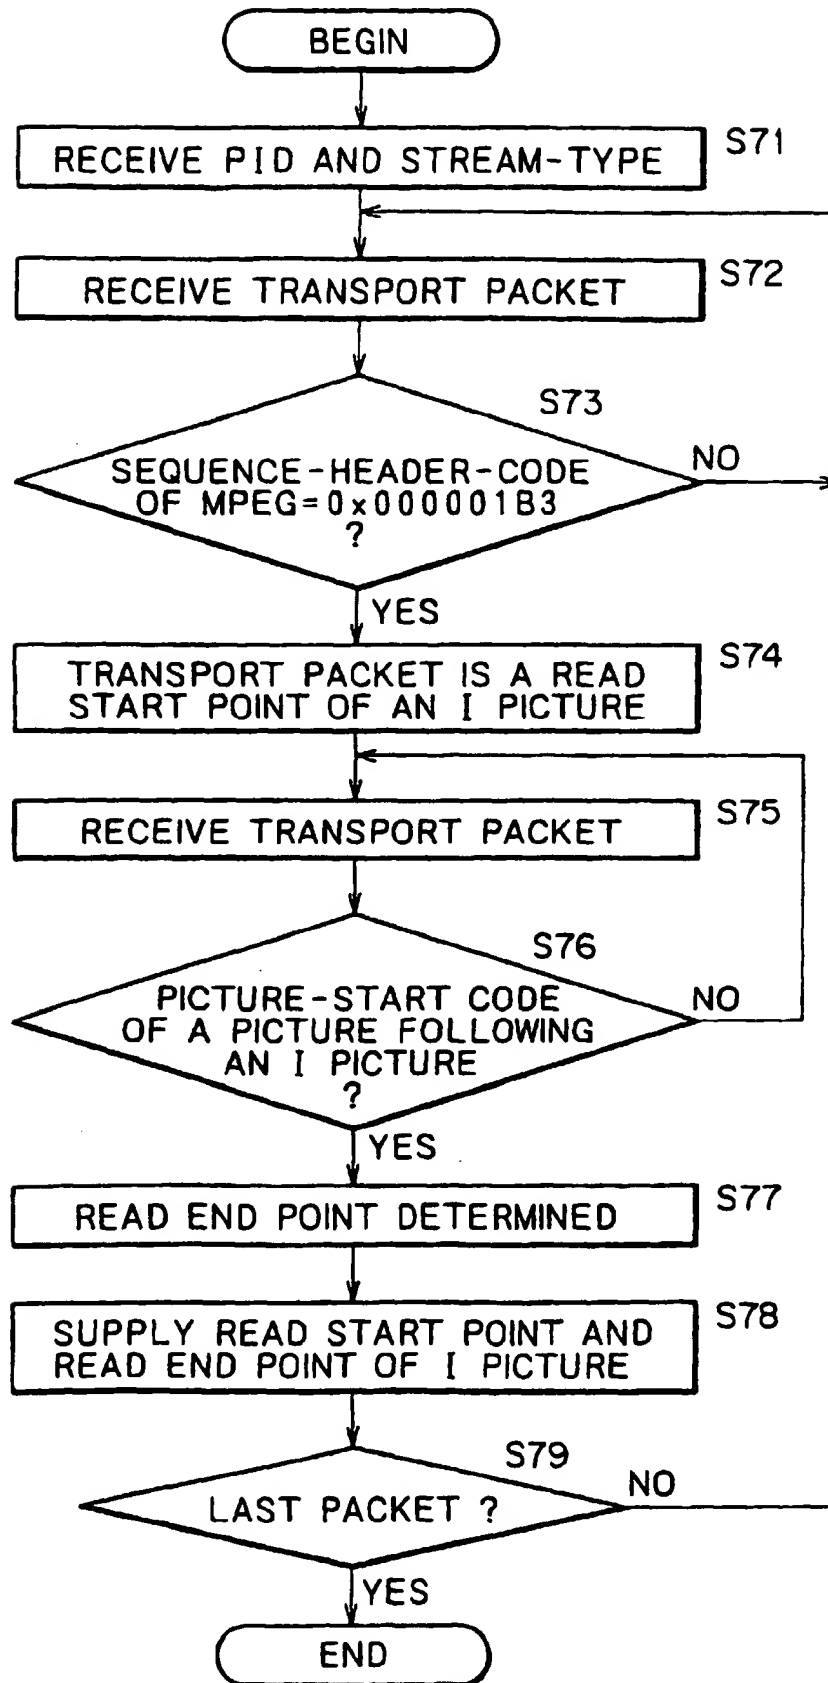 BEGIN
S71
RECEIVE PID AND STREAM-TYPE
S72
RECEIVE TRANSPORT PACKET
S73
SEQUENCE-HEADER-CODE
OF MPEG=0x000001B3
?
NO
YES
S74
TRANSPORT PACKET IS A READ
START POINT OF AN I PICTURE
S75
RECEIVE TRANSPORT PACKET
S76
PICTURE-START CODE
OF A PICTURE FOLLOWING
AN I PICTURE
?
NO
YES
S77
READ END POINT DETERMINED
S78
SUPPLY READ START POINT AND
READ END POINT OF I PICTURE
S79
LAST PACKET ?
NO
YES
END